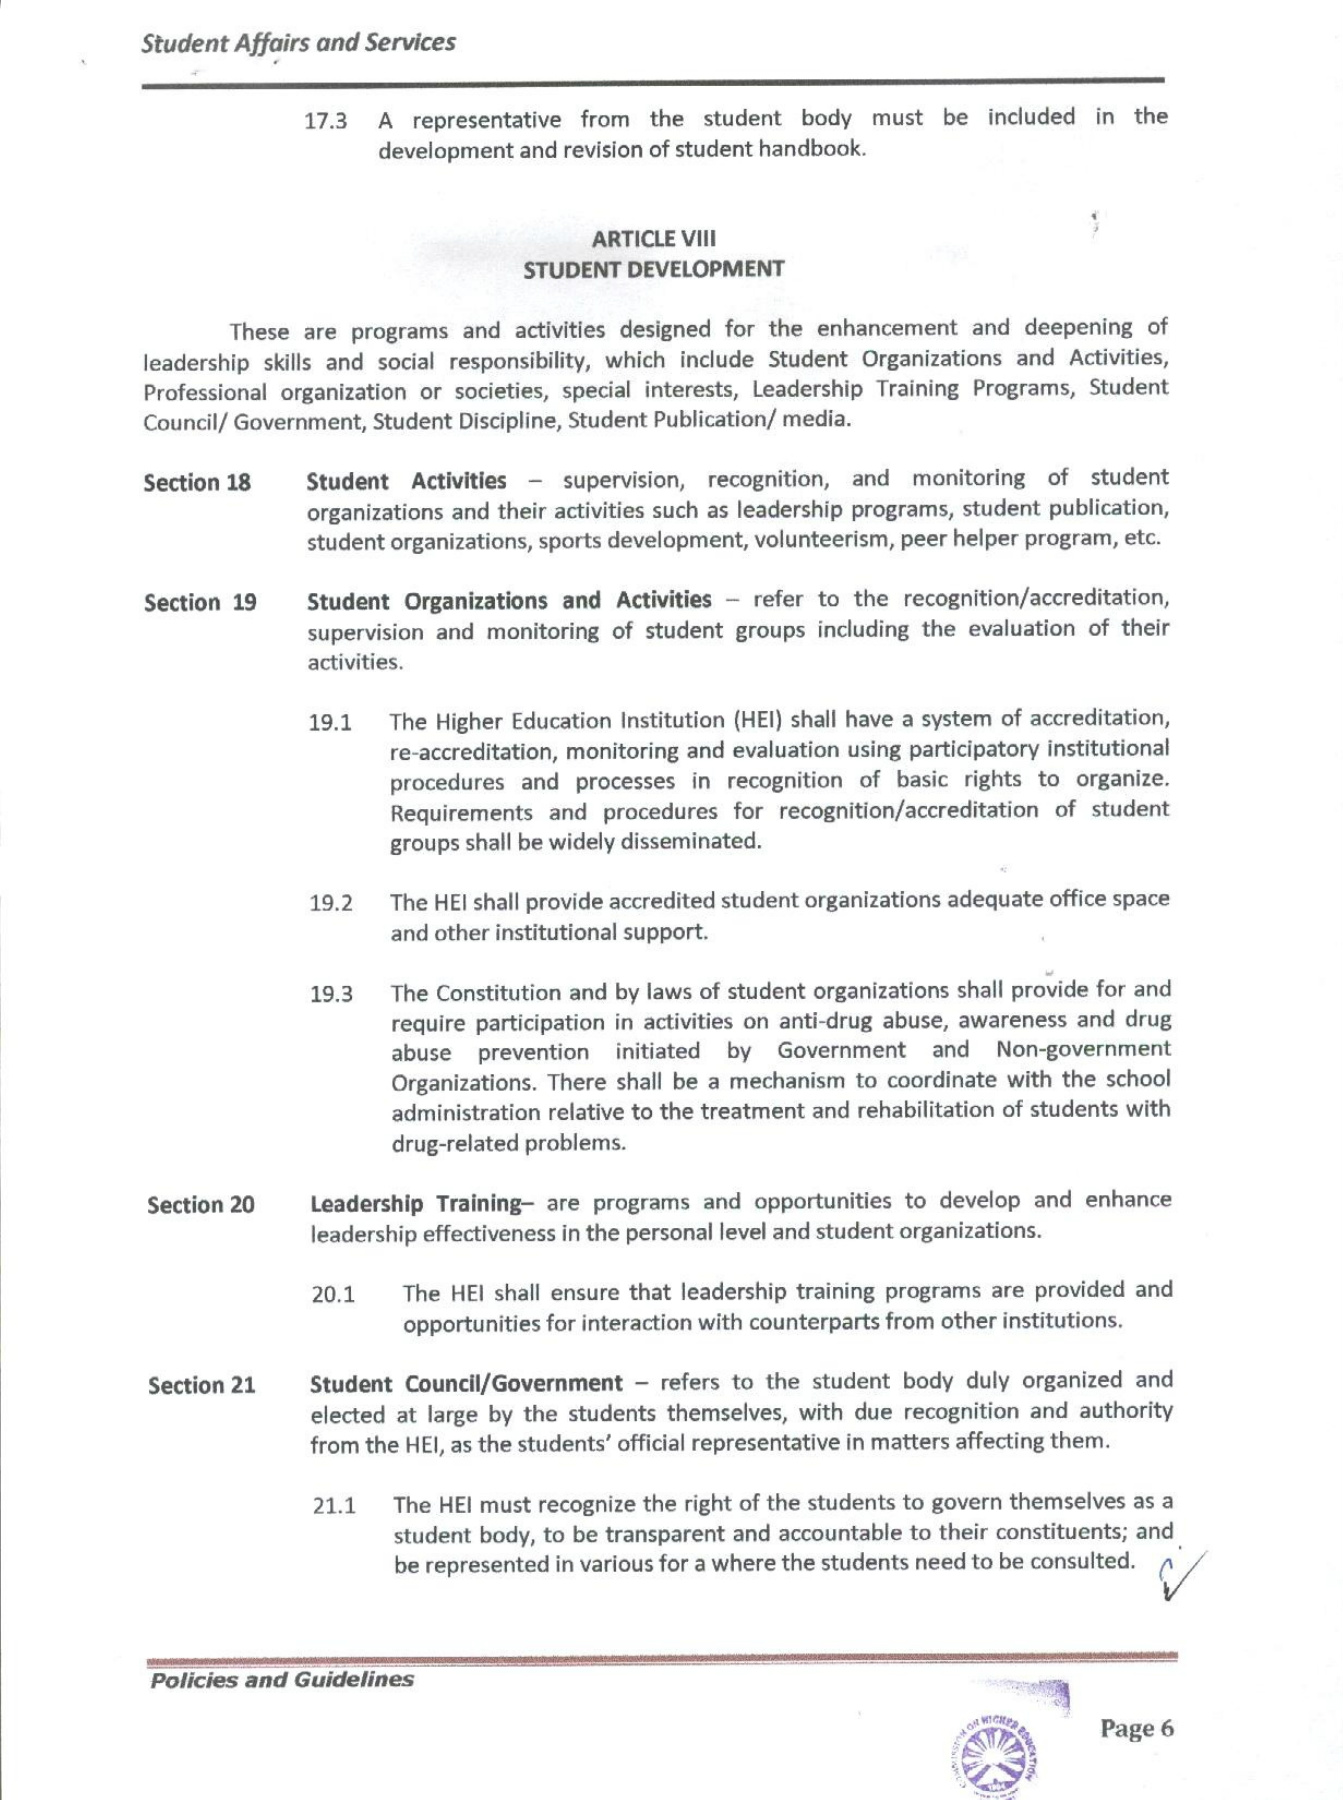 Student Affairs and Services
17.3 A representative from the student body must be included in the
development and revision of student handbook.
ARTICLE VIII
STUDENT DEVELOPMENT
These are programs and activities designed for the enhancement and deepening of
leadership skills and social responsibility, which include Student Organizations and Activities,
Professional organization or societies, special interests, Leadership Training Programs, Student
Council/ Government, Student Discipline, Student Publication/ media.
Section 18 Student Activities – supervision, recognition, and monitoring of student
organizations and their activities such as leadership programs, student publication,
student organizations, sports development, volunteerism, peer helper program, etc.
Section 19 Student Organizations and Activities – refer to the recognition/accreditation,
supervision and monitoring of student groups including the evaluation of their
activities.
19.1 The Higher Education Institution (HEI) shall have a system of accreditation,
re-accreditation, monitoring and evaluation using participatory institutional
procedures and processes in recognition of basic rights to organize.
Requirements and procedures for recognition/accreditation of student
groups shall be widely disseminated.
19.2 The HEI shall provide accredited student organizations adequate office space
and other institutional support.
19.3 The Constitution and by laws of student organizations shall provide for and
require participation in activities on anti-drug abuse, awareness and drug
abuse prevention initiated by Government and Non-government
Organizations. There shall be a mechanism to coordinate with the school
administration relative to the treatment and rehabilitation of students with
drug-related problems.
Section 20 Leadership Training– are programs and opportunities to develop and enhance
leadership effectiveness in the personal level and student organizations.
20.1 The HEI shall ensure that leadership training programs are provided and
opportunities for interaction with counterparts from other institutions.
Section 21 Student Council/Government – refers to the student body duly organized and
elected at large by the students themselves, with due recognition and authority
from the HEI, as the students' official representative in matters affecting them.
21.1 The HEI must recognize the right of the students to govern themselves as a
student body, to be transparent and accountable to their constituents; and
be represented in various for a where the students need to be consulted.
Policies and Guidelines
COMMISSION ON HIGHER EDUCATION
Page 6